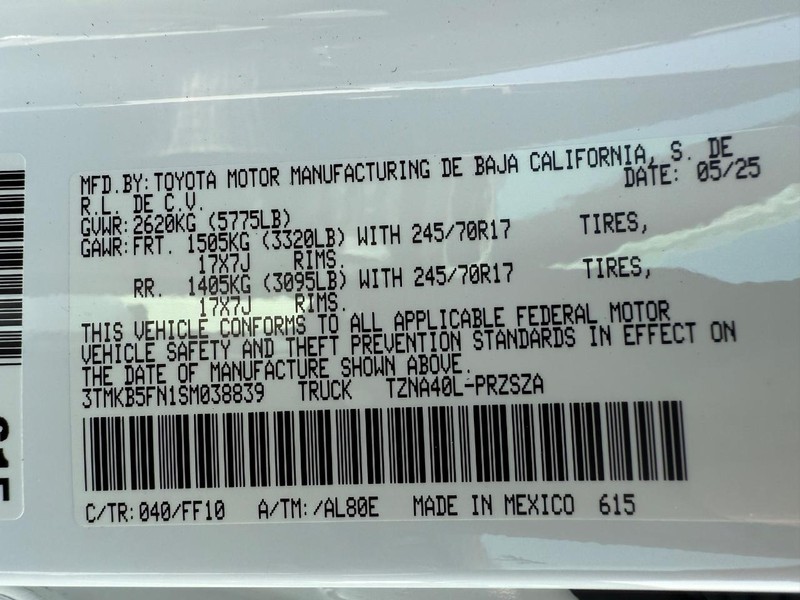 MFD.BY:TOYOTA MOTOR MANUFACTURING DE BAJA CALIFORNIA, S. DE
R.L. DE C.V. DATE: 05/25
GVWR:2620KG (5775LB)
GAWR:FRT. 1505KG (3320LB) WITH 245/70R17 TIRES,
17X7J RIMS.
RR. 1405KG (3095LB) WITH 245/70R17 TIRES,
17X7J RIMS.
THIS VEHICLE CONFORMS TO ALL APPLICABLE FEDERAL MOTOR
VEHICLE SAFETY AND THEFT PREVENTION STANDARDS IN EFFECT ON
THE DATE OF MANUFACTURE SHOWN ABOVE.
3TMKB5FN1SM038839 TRUCK TZNA40L-PRZSZA
C/TR:040/FF10 A/TM:/AL80E MADE IN MEXICO 615